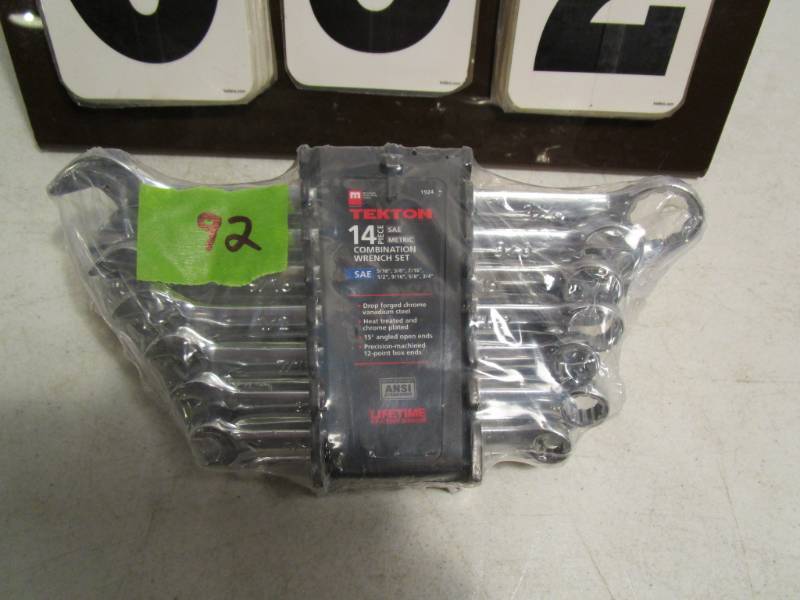 2
92
m
1924
TEKTON
14 PIECE SAE METRIC
COMBINATION
WRENCH SET
SAE 5/16", 3/8", 7/16"
1/2", 9/16", 5/8", 3/4"
• Drop forged chrome
vanadium steel
• Heat treated and
chrome plated
• 15° angled open ends
• Precision-machined
12-point box ends
ANSI
LIFETIME